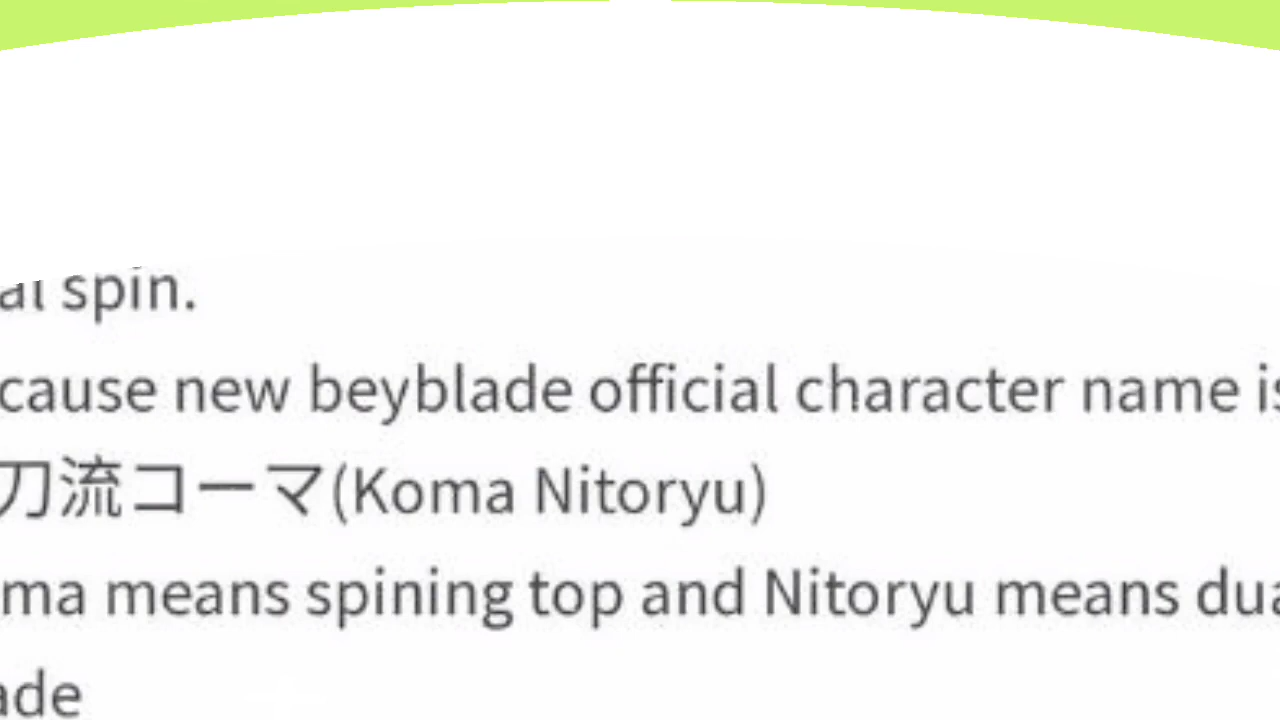 spin.
cause new beyblade official character name is
刀流コーマ(Koma Nitoryu)
ma means spining top and Nitoryu means dua
ade